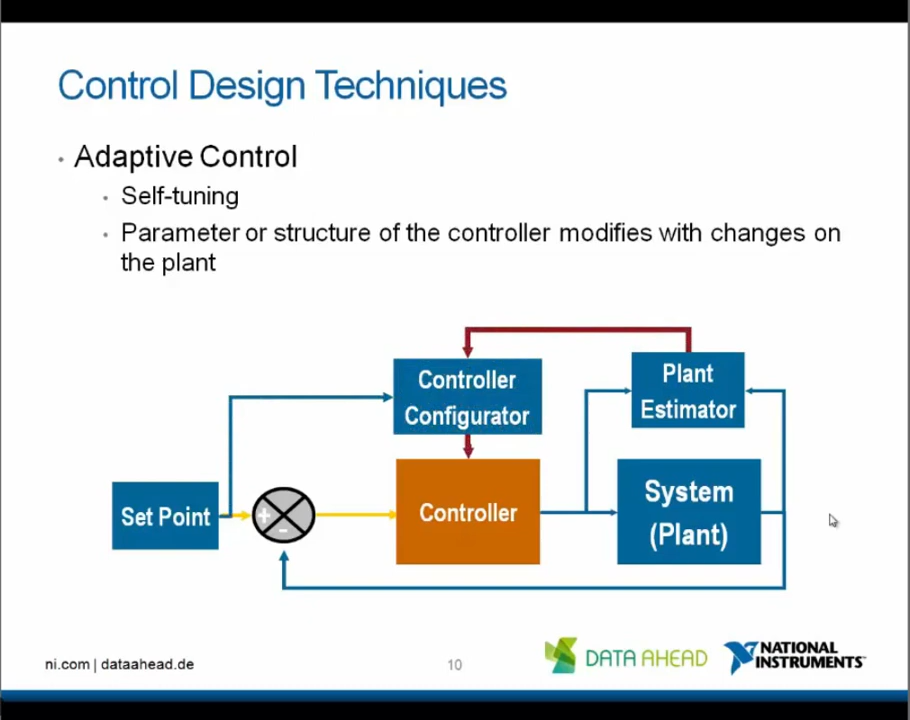 Control Design Techniques
• Adaptive Control
• Self-tuning
• Parameter or structure of the controller modifies with changes on
the plant
Controller
Configurator
Plant
Estimator
Set Point
+
-
Controller
System
(Plant)
ni.com | dataahead.de
10
DATA AHEAD
NATIONAL
INSTRUMENTS™